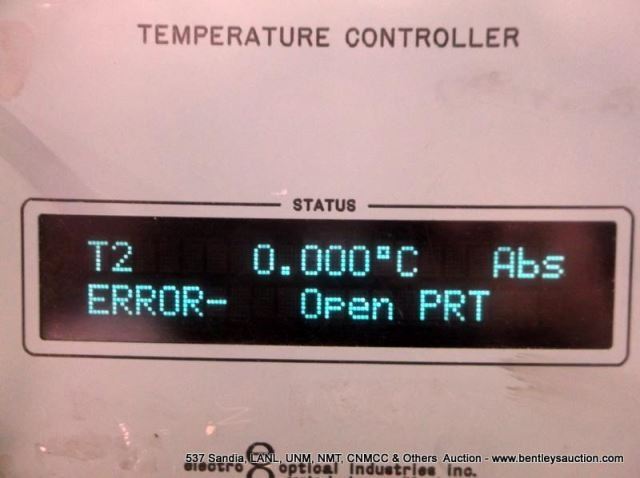 TEMPERATURE CONTROLLER
STATUS
T2 0.000°C Abs
ERROR- Open PRT
537 Sandia, LANL, UNM, NMT, CNMCC & Others Auction - www.bentleysauction.com
electro optical industries inc.